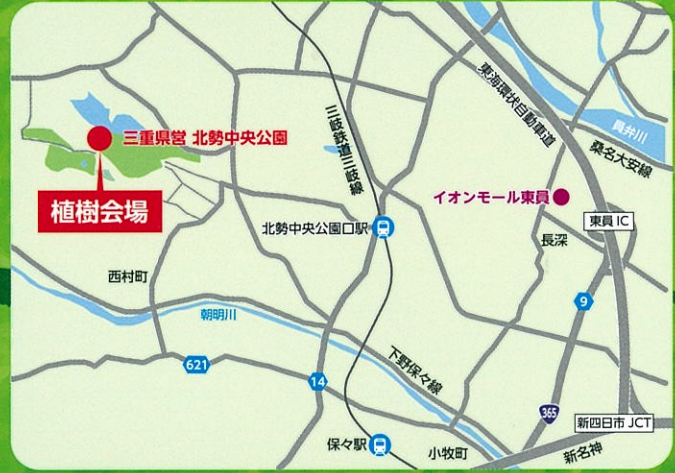 東海環状自動車道
員弁川
桑名大安線
三岐鉄道三岐線
三重県営 北勢中央公園
植樹会場
イオンモール東員
東員 IC
北勢中央公園口駅
長深
西村町
9
朝明川
621
下野保々線
14
365
新四日市 JCT
保々駅
小牧町
新名神